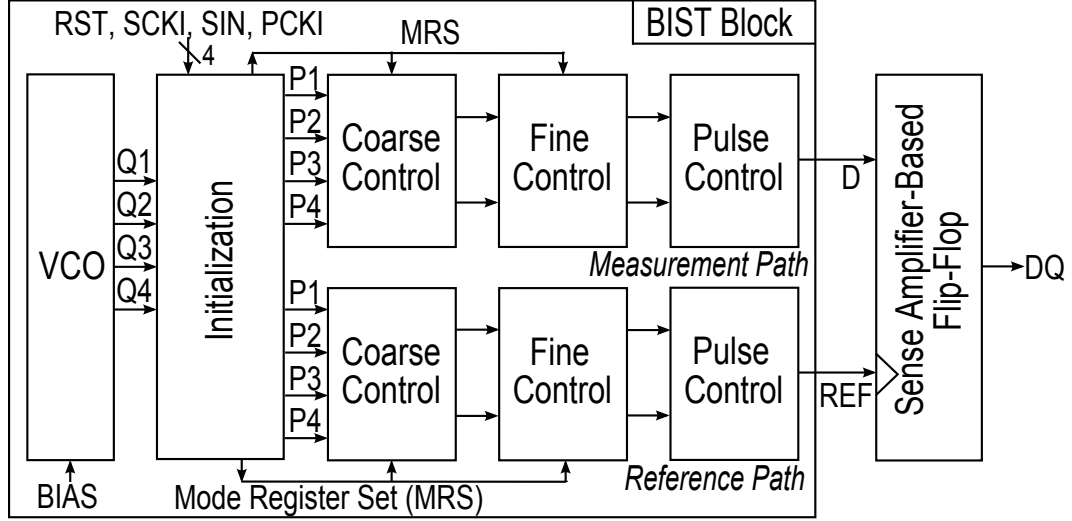 RST, SCKI, SIN, PCKI
4
MRS
BIST Block
VCO
Q1
Q2
Q3
Q4
BIAS
Initialization
P1
P2
P3
P4
Coarse
Control
Fine
Control
Pulse
Control
Measurement Path
D
P1
P2
P3
P4
Coarse
Control
Fine
Control
Pulse
Control
Reference Path
REF
Mode Register Set (MRS)
Sense Amplifier-Based
Flip-Flop
DQ